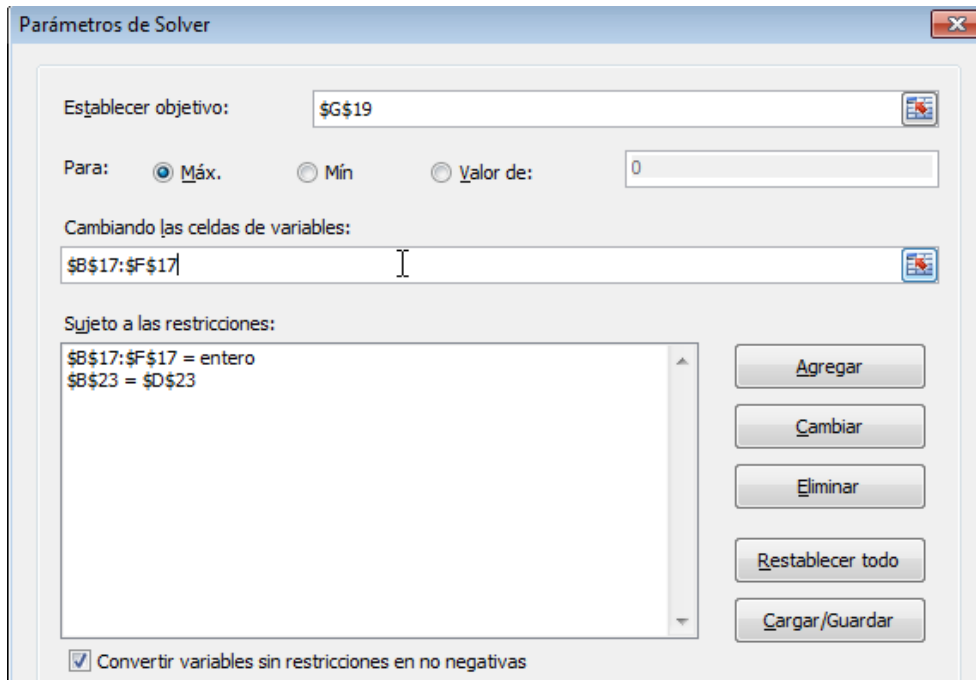 Parámetros de Solver
Establecer objetivo: $G$19
Para: Máx. Mín Valor de: 0
Cambiando las celdas de variables:
$B$17:$F$17
Sujeto a las restricciones:
$B$17:$F$17 = entero
$B$23 = $D$23
Agregar
Cambiar
Eliminar
Restablecer todo
Cargar/Guardar
Convertir variables sin restricciones en no negativas